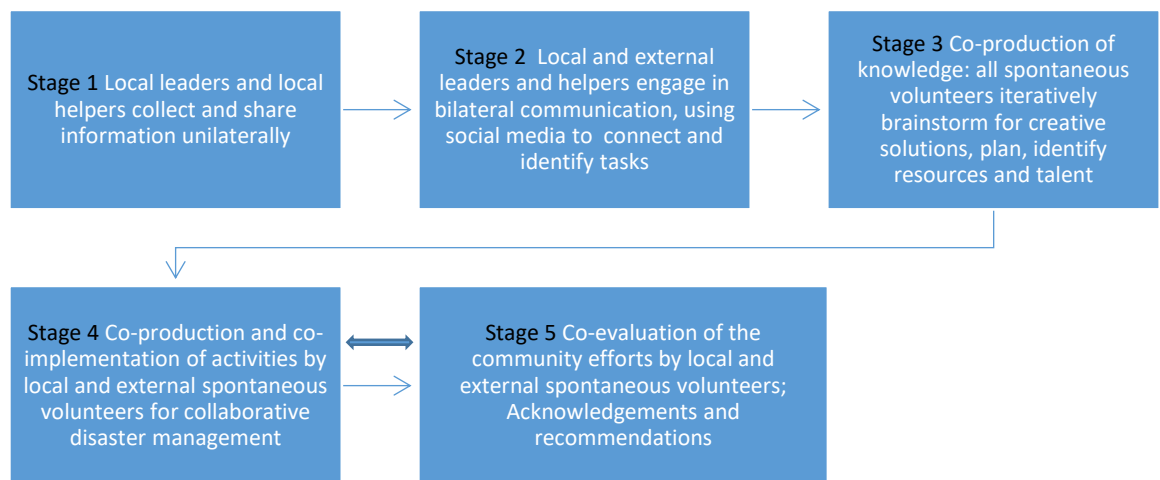 Stage 1 Local leaders and local
helpers collect and share
information unilaterally
Stage 2  Local and external
leaders and helpers engage in
bilateral communication, using
social media to  connect and
identify tasks
Stage 3 Co-production of
knowledge: all spontaneous
volunteers iteratively
brainstorm for creative
solutions, plan, identify
resources and talent
Stage 4 Co-production and co-
implementation of activities by
local and external spontaneous
volunteers for collaborative
disaster management
Stage 5 Co-evaluation of the
community efforts by local and
external spontaneous volunteers;
Acknowledgements and
recommendations